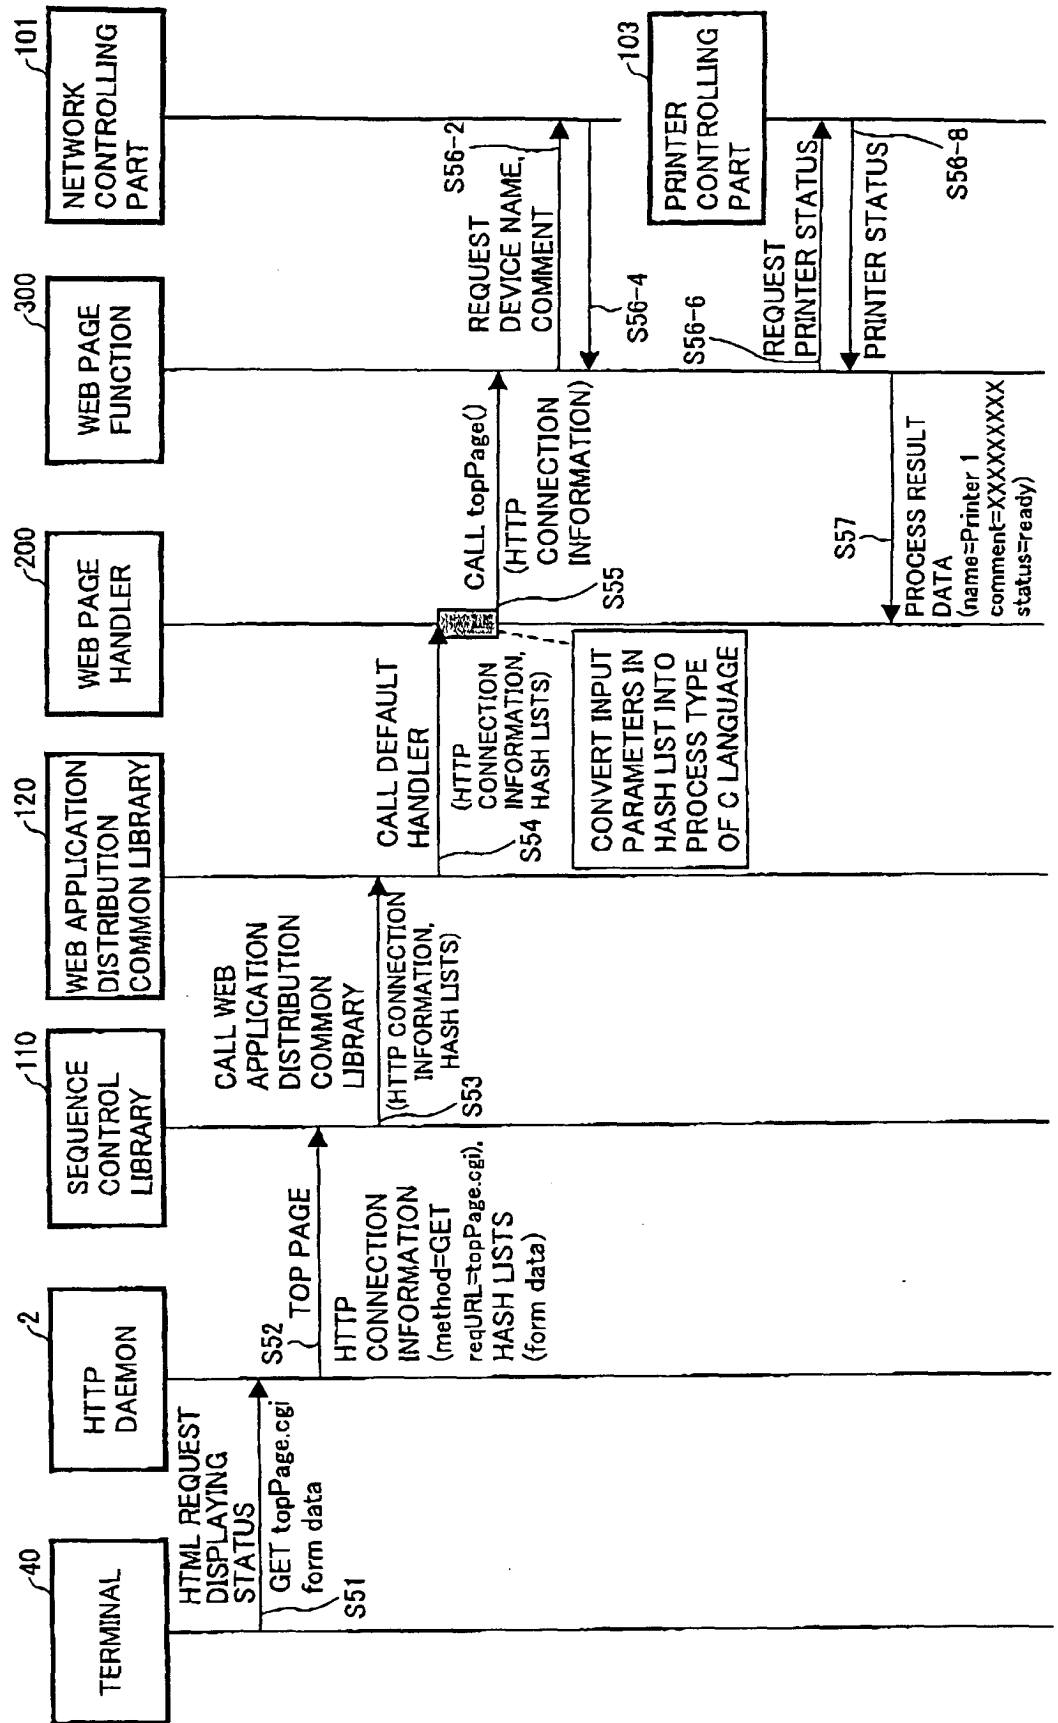 40
TERMINAL
2
HTTP
DAEMON
110
SEQUENCE
CONTROL
LIBRARY
120
WEB APPLICATION
DISTRIBUTION
COMMON LIBRARY
200
WEB PAGE
HANDLER
300
WEB PAGE
FUNCTION
101
NETWORK
CONTROLLING
PART
HTML REQUEST
DISPLAYING
STATUS
GET topPage.cgi
form data
S51
S52
TOP PAGE
HTTP
CONNECTION
INFORMATION
(method=GET
reqURL=topPage.cgi),
HASH LISTS
(form data)
CALL WEB
APPLICATION
DISTRIBUTION
COMMON
LIBRARY
(HTTP CONNECTION
INFORMATION,
HASH LISTS)
S53
CALL DEFAULT
HANDLER
(HTTP
CONNECTION
INFORMATION,
HASH LISTS)
S54
CONVERT INPUT
PARAMETERS IN
HASH LIST INTO
PROCESS TYPE
OF C LANGUAGE
CALL topPage()
(HTTP
CONNECTION
INFORMATION)
S55
REQUEST
DEVICE NAME,
COMMENT
S56-2
S56-4
103
PRINTER
CONTROLLING
PART
S56-6
REQUEST
PRINTER STATUS
PRINTER STATUS
S56-8
S57
PROCESS RESULT
DATA
(name=Printer 1
comment=XXXXXXXXX
status=ready)